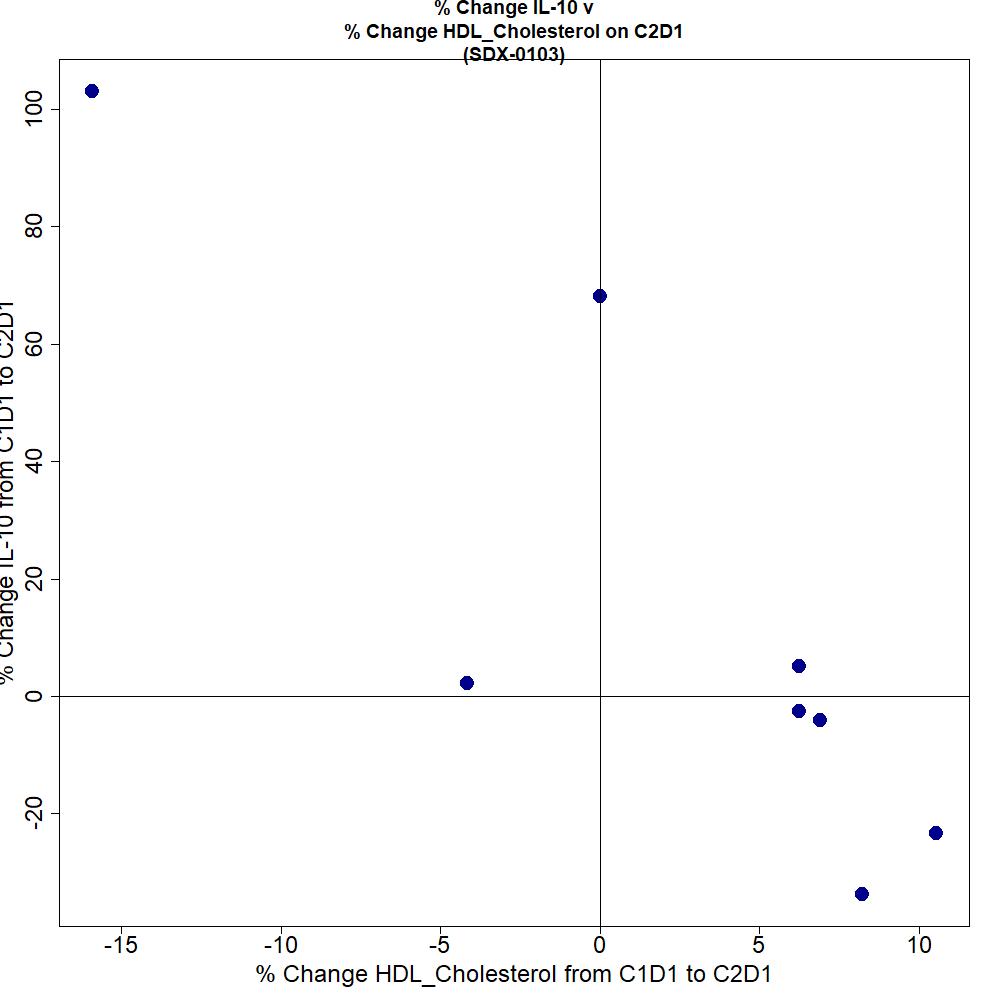 % Change IL-10 v
% Change HDL_Cholesterol on C2D1
(SDX-0103)
% Change IL-10 from C1D1 to C2D1
100
80
60
40
20
0
-20
-15
-10
-5
0
5
10
% Change HDL_Cholesterol from C1D1 to C2D1